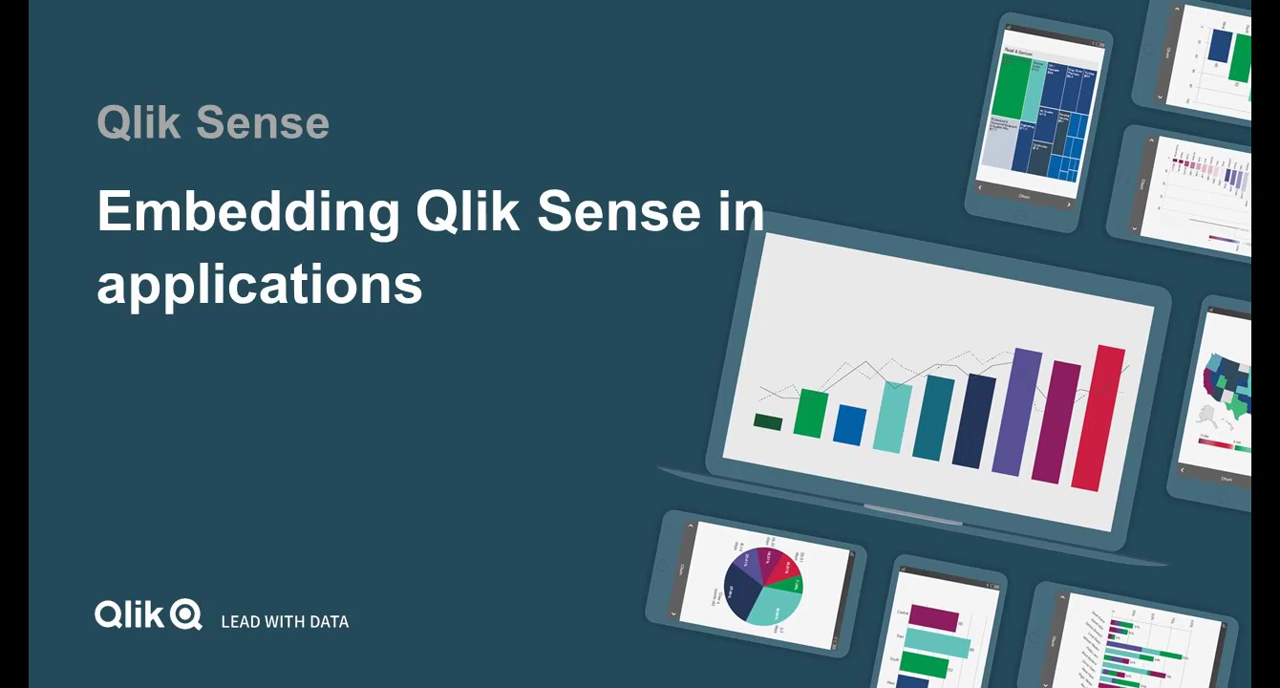 Qlik Sense
Embedding Qlik Sense in
applications
Qlik LEAD WITH DATA